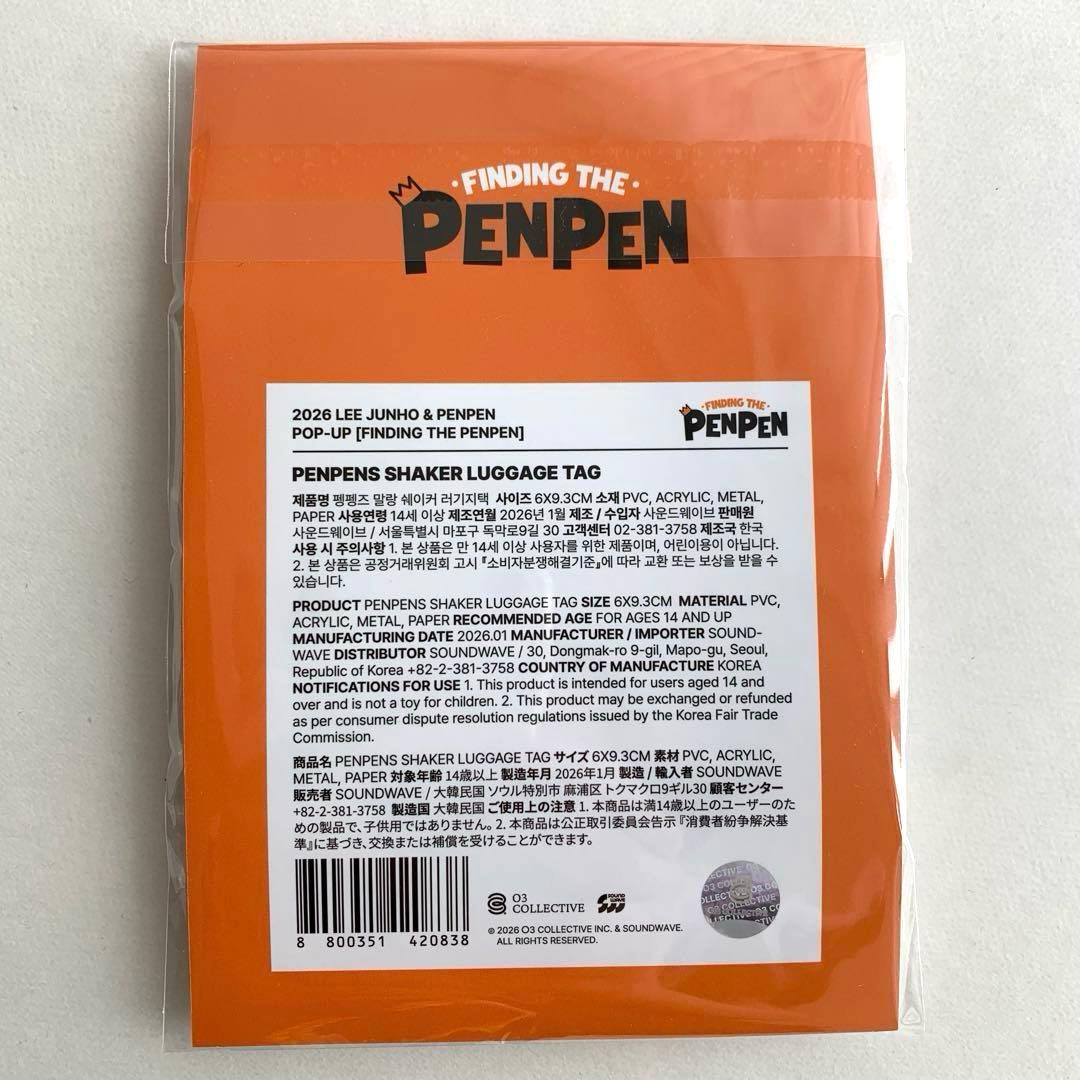 ·FINDING THE·
PENPEN
2026 LEE JUNHO & PENPEN
POP-UP [FINDING THE PENPEN]
·FINDING THE·
PENPEN
PENPENS SHAKER LUGGAGE TAG
제품명 펭펭즈 말랑 쉐이커 러기지택 사이즈 6X9.3CM 소재 PVC, ACRYLIC, METAL,
PAPER 사용연령 14세 이상 제조연월 2026년 1월 제조 / 수입자 사운드웨이브 판매원
사운드웨이브 / 서울특별시 마포구 독막로9길 30 고객센터 02-381-3758 제조국 한국
사용 시 주의사항 1. 본 상품은 만 14세 이상 사용자를 위한 제품이며, 어린이용이 아닙니다.
2. 본 상품은 공정거래위원회 고시 『소비자분쟁해결기준』에 따라 교환 또는 보상을 받을 수
있습니다.
PRODUCT PENPENS SHAKER LUGGAGE TAG SIZE 6X9.3CM MATERIAL PVC,
ACRYLIC, METAL, PAPER RECOMMENDED AGE FOR AGES 14 AND UP
MANUFACTURING DATE 2026.01 MANUFACTURER / IMPORTER SOUND-
WAVE DISTRIBUTOR SOUNDWAVE / 30, Dongmak-ro 9-gil, Mapo-gu, Seoul,
Republic of Korea +82-2-381-3758 COUNTRY OF MANUFACTURE KOREA
NOTIFICATIONS FOR USE 1. This product is intended for users aged 14 and
over and is not a toy for children. 2. This product may be exchanged or refunded
as per consumer dispute resolution regulations issued by the Korea Fair Trade
Commission.
商品名 PENPENS SHAKER LUGGAGE TAG サイズ 6X9.3CM 素材 PVC, ACRYLIC,
METAL, PAPER 対象年齢 14歳以上 製造年月 2026年1月 製造 / 輸入者 SOUNDWAVE
販売者 SOUNDWAVE / 大韓民国 ソウル特別市 麻浦区 トクマクロ9ギル30 顧客センター
+82-2-381-3758 製造国 大韓民国 ご使用上の注意 1. 本商品は満14歳以上のユーザーのた
めの製品で、子供用ではありません。2. 本商品は公正取引委員会告示『消費者紛争解決基
準』に基づき、交換または補償を受けることができます。
8 800351 420838
O3
COLLECTIVE
SOUND
WAVE
© 2026 O3 COLLECTIVE INC. & SOUNDWAVE.
ALL RIGHTS RESERVED.
O3 COLLECTIVE